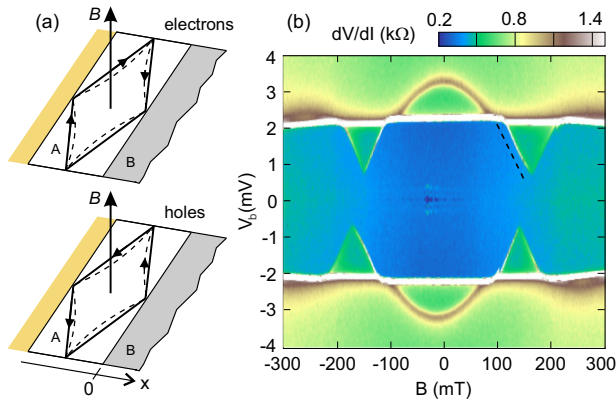 (a)
B
electrons
A
B
B
holes
A
B
0
x
(b)
dV/dI (kΩ)
0.2
0.8
1.4
4
3
2
1
0
-1
-2
-3
-4
V_b(mV)
-300
-200
-100
0
100
200
300
B (mT)